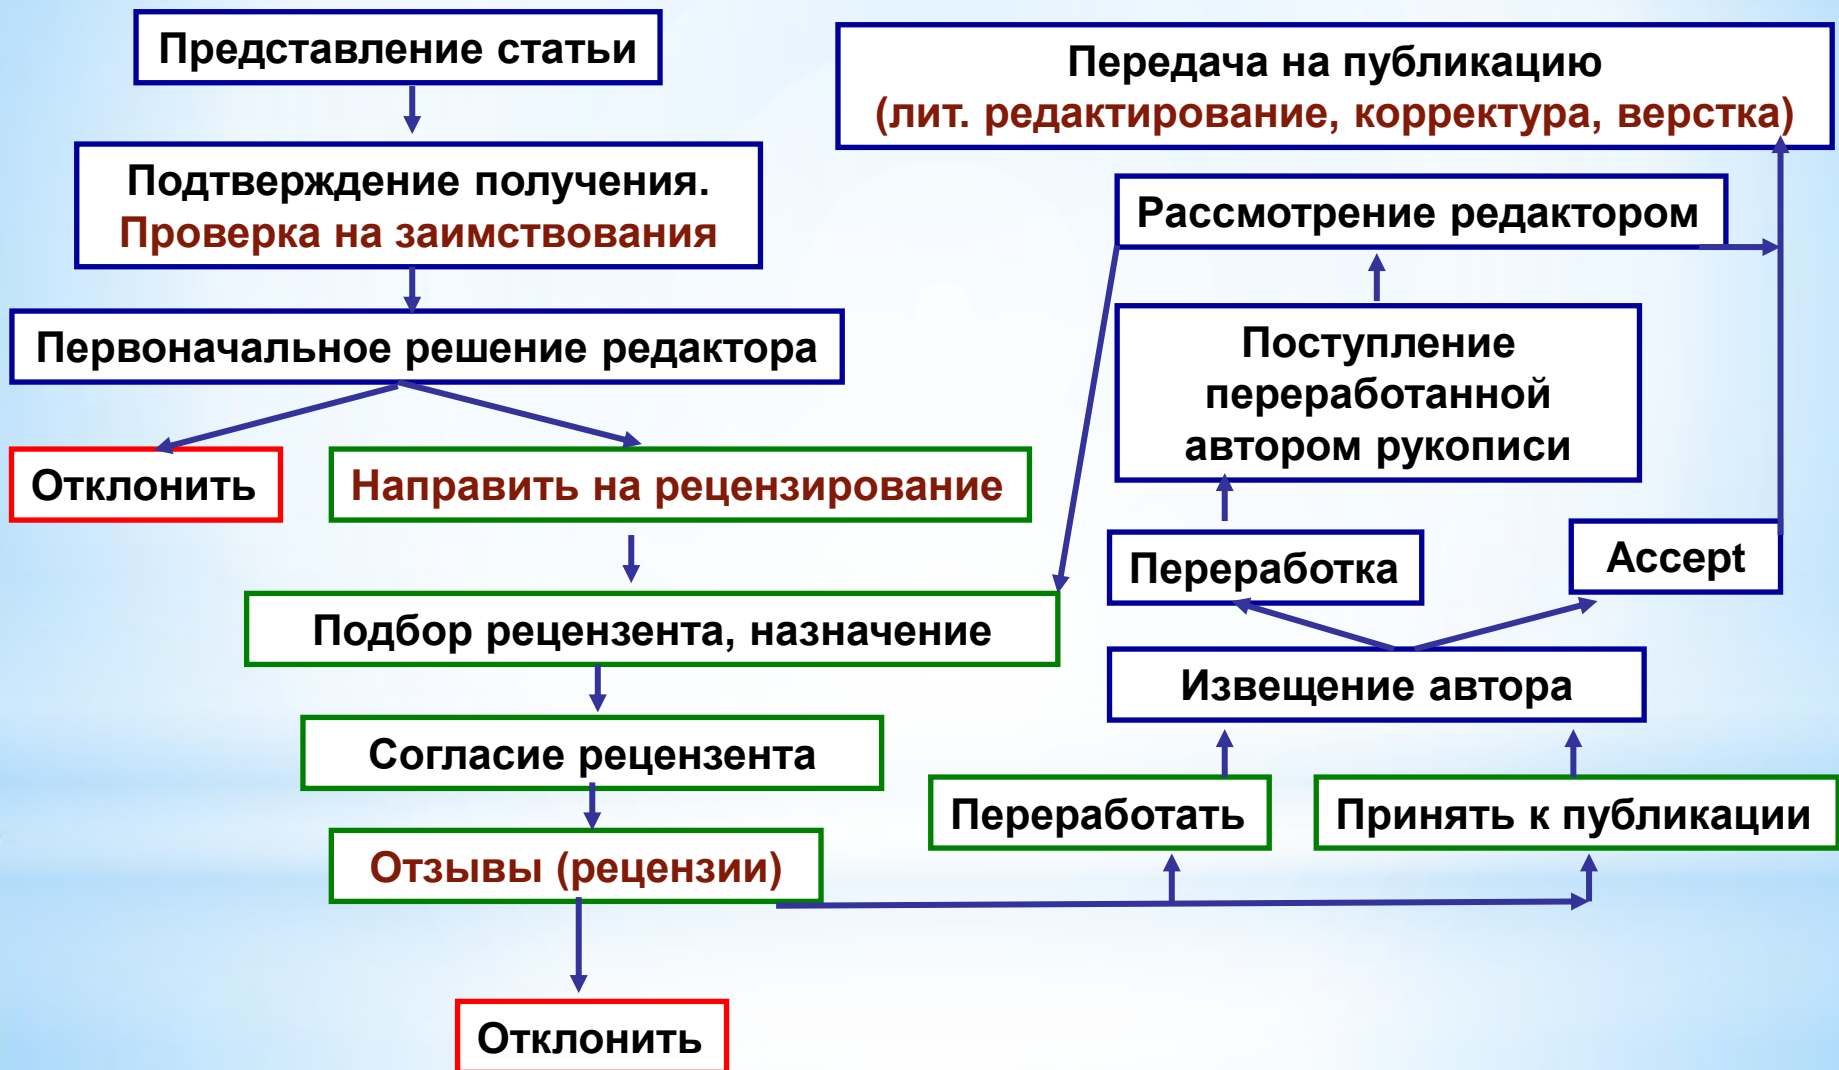 Представление статьи
Подтверждение получения.
Проверка на заимствования
Первоначальное решение редактора
Отклонить
Направить на рецензирование
Подбор рецензента, назначение
Согласие рецензента
Отзывы (рецензии)
Отклонить
Передача на публикацию
(лит. редактирование, корректура, верстка)
Рассмотрение редактором
Поступление
переработанной
автором рукописи
Переработка
Accept
Извещение автора
Переработать
Принять к публикации